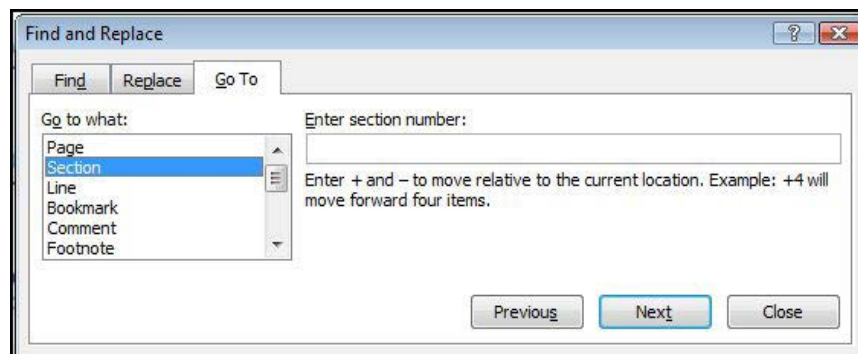 Find and Replace
Find Replace Go To
Go to what:
Enter section number:
Page
Section
Line
Bookmark
Comment
Footnote
Enter + and – to move relative to the current location. Example: +4 will
move forward four items.
Previous Next Close